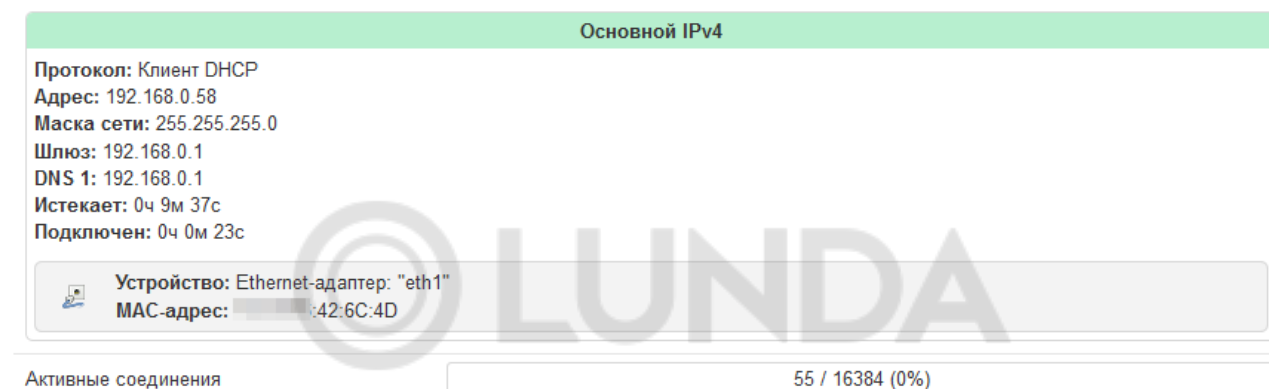 Основной IPv4
Протокол: Клиент DHCP
Адрес: 192.168.0.58
Маска сети: 255.255.255.0
Шлюз: 192.168.0.1
DNS 1: 192.168.0.1
Истекает: 0ч 9м 37с
Подключен: 0ч 0м 23с
LUNDA
Устройство: Ethernet-адаптер: "eth1"
MAC-адрес: :42:6C:4D
Активные соединения 55 / 16384 (0%)